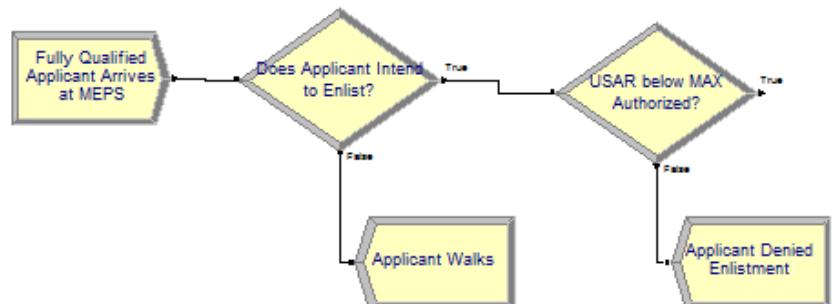 Fully Qualified
Applicant Arrives
at MEPS
Does Applicant Intend
to Enlist?
True
False
USAR below MAX
Authorized?
True
False
Applicant Walks
Applicant Denied
Enlistment